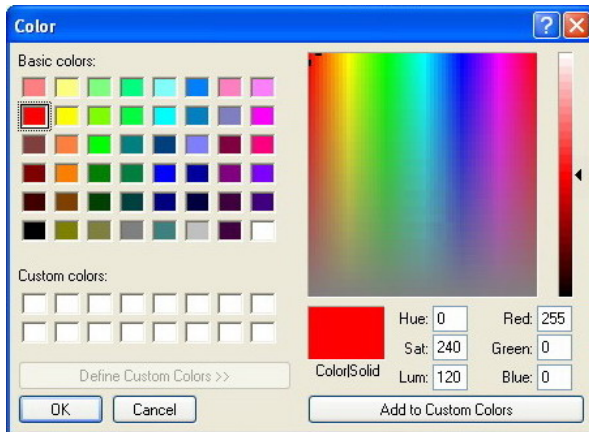 Color
Basic colors:
Custom colors:
Define Custom Colors >>
OK Cancel
Color|Solid
Hue: 0 Red: 255
Sat: 240 Green: 0
Lum: 120 Blue: 0
Add to Custom Colors